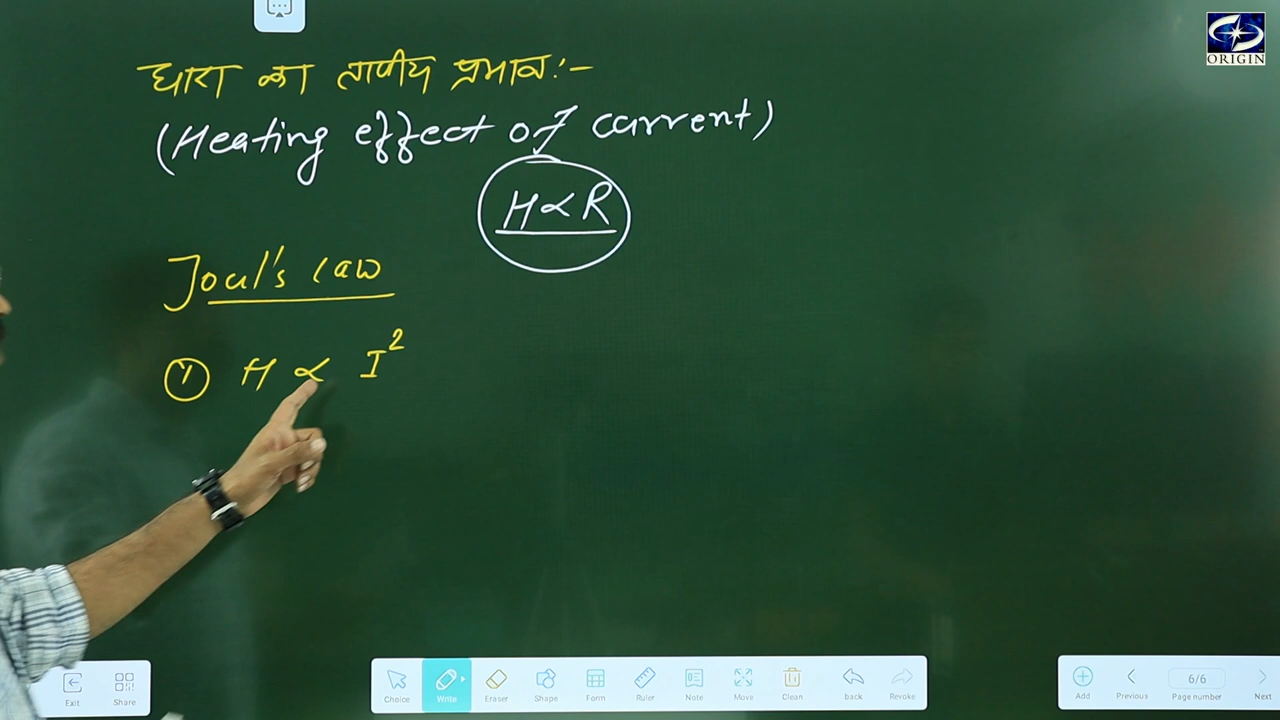 धारा का तापीय प्रभाव:-
(Heating effect of current)
H ∝ R
Joul's law
① H ∝ I²
ORIGIN
Exit
Share
Choice
Write
Eraser
Shape
Form
Ruler
Note
Move
Clean
back
Revoke
Add
Previous
6/6
Page number
Next